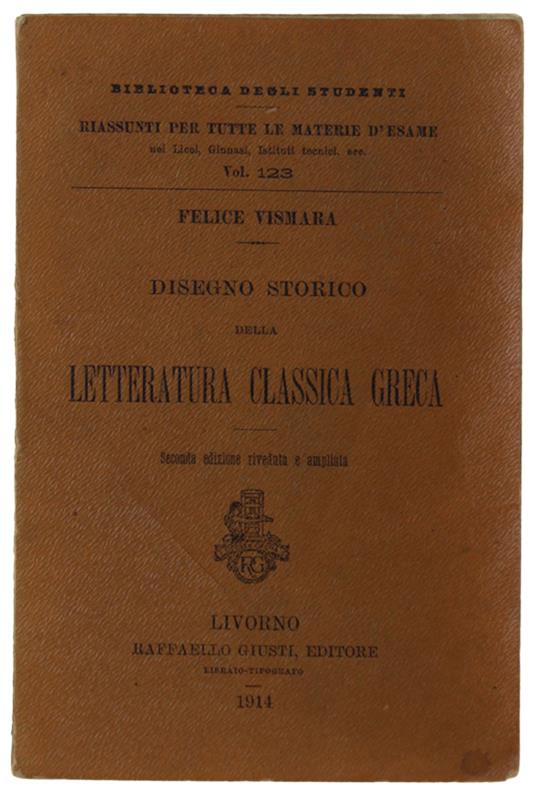 BIBLIOTECA DEGLI STUDENTI
RIASSUNTI PER TUTTE LE MATERIE D'ESAME
nei Licei, Ginnasi, Istituti tecnici. ecc.
Vol. 123
FELICE VISMARA
DISEGNO STORICO
DELLA
LETTERATURA CLASSICA GRECA
Seconda edizione riveduta e ampliata
RG
LIVORNO
RAFFAELLO GIUSTI, EDITORE
LIBRAIO-TIPOGRAFO
1914